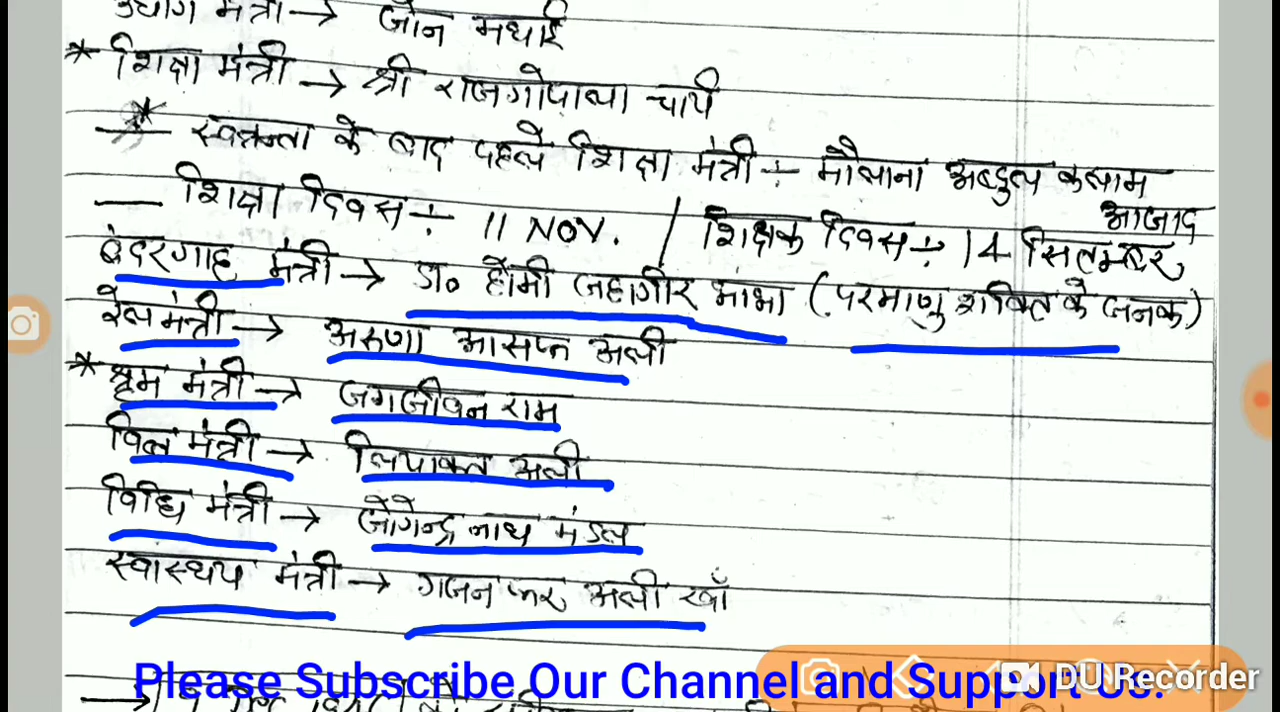 उद्योग मंत्री → जॉन मथाई
* शिक्षा मंत्री → श्री राजगोपाला चार्य
* स्वतन्त्रता के बाद पहले शिक्षा मंत्री ÷ मौलाना अब्दुल कलाम आजाद
— शिक्षा दिवस ÷ 11 NOV. / शिक्षक दिवस ÷ 14 सितम्बर
बंदरगाह मंत्री → डा० होमी जहागीर भाभा (परमाणु शक्ति के जनक)
रेल मंत्री → अरुणा आसफ अली
* श्रम मंत्री → जगजीवन राम
वित्त मंत्री → लियाकत अली
विधि मंत्री → जोगेन्द्र नाथ मंडल
स्वास्थय मंत्री → गजनफर अली खाँ
Please Subscribe Our Channel and Support Us.
DU Recorder